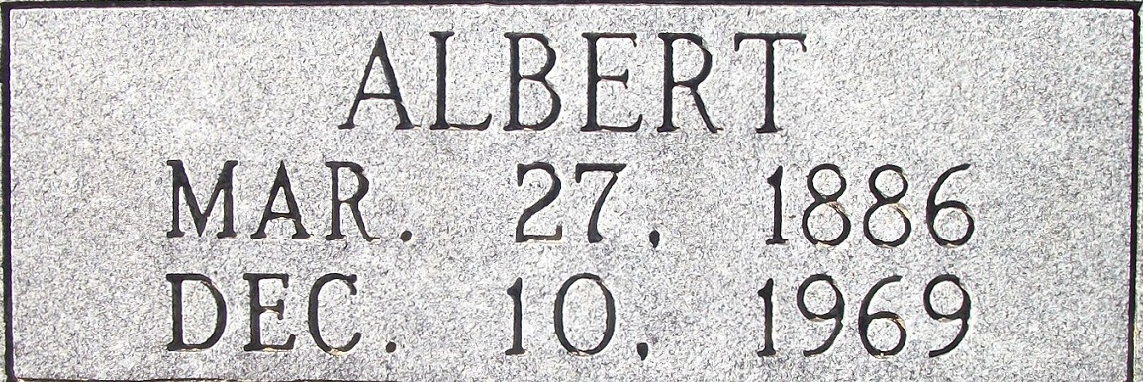 ALBERT
MAR. 27, 1886
DEC. 10, 1969